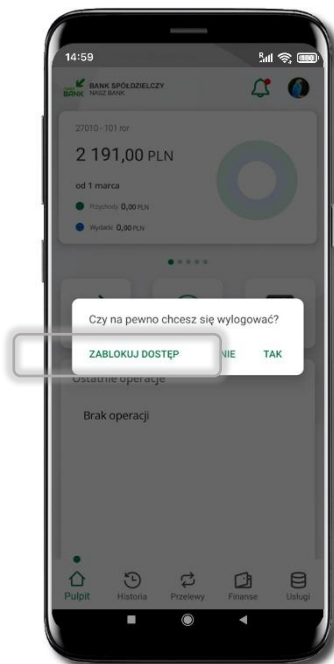 14:59
BANK SPÓŁDZIELCZY
BANK NASZ BANK
27010-101 ror
2 191,00 PLN
od 1 marca
Przychody 0,00 PLN
Wydatki 0,00 PLN
Czy na pewno chcesz się wylogować?
ZABLOKUJ DOSTĘP NIE TAK
Ostatnie operacje
Brak operacji
Pulpit Historia Przelewy Finanse Usługi